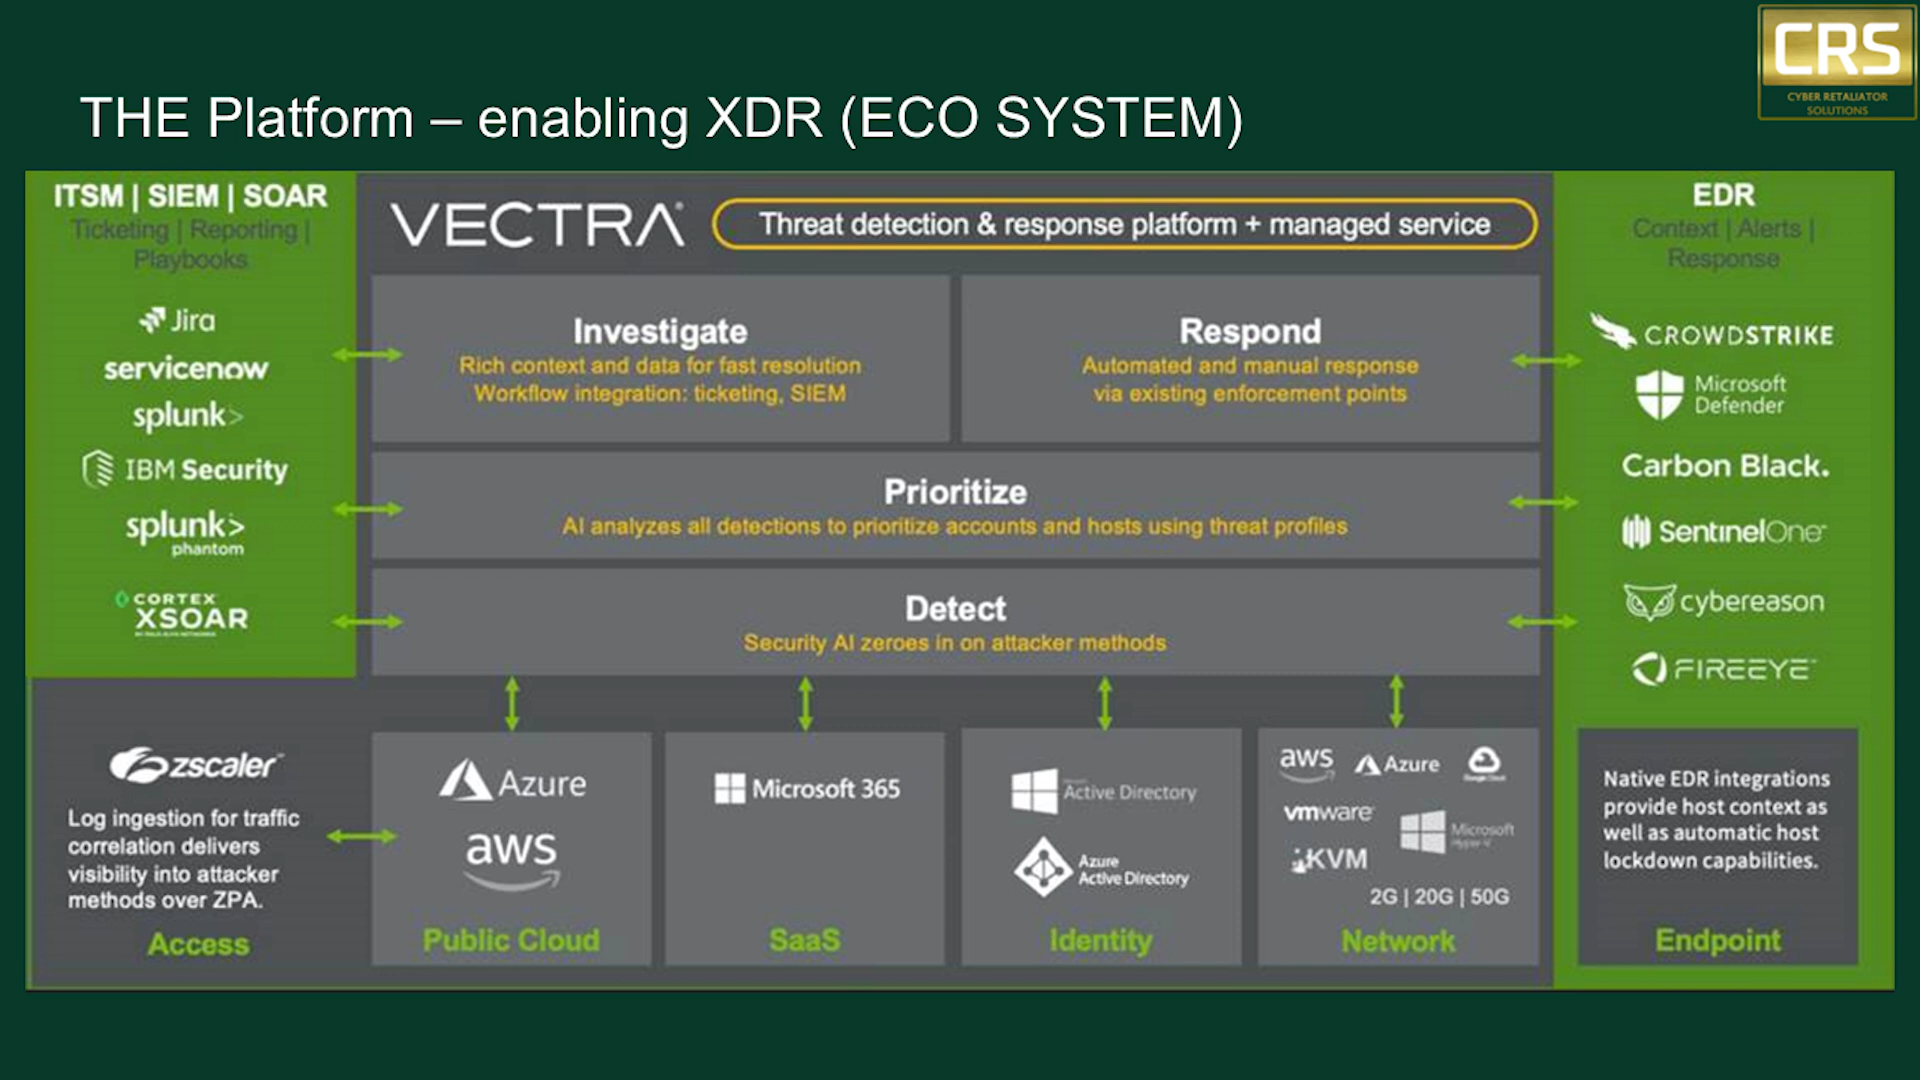 CRS
CYBER RETALIATOR
SOLUTIONS
THE Platform – enabling XDR (ECO SYSTEM)
ITSM | SIEM | SOAR
Ticketing | Reporting |
Playbooks
Jira
servicenow
splunk>
IBM Security
splunk>
phantom
CORTEX
XSOAR
VECTRA
Threat detection & response platform + managed service
Investigate
Rich context and data for fast resolution
Workflow integration: ticketing, SIEM
Respond
Automated and manual response
via existing enforcement points
Prioritize
AI analyzes all detections to prioritize accounts and hosts using threat profiles
Detect
Security AI zeroes in on attacker methods
EDR
Context | Alerts |
Response
CROWDSTRIKE
Microsoft
Defender
Carbon Black.
SentinelOne
cybereason
FIREEYE
zscaler
Log ingestion for traffic
correlation delivers
visibility into attacker
methods over ZPA.
Access
Azure
aws
Public Cloud
Microsoft 365
SaaS
Active Directory
Azure
Active Directory
Identity
aws
Azure
Google Cloud
vmware
Microsoft
Hyper-V
KVM
2G | 20G | 50G
Network
Native EDR integrations
provide host context as
well as automatic host
lockdown capabilities.
Endpoint